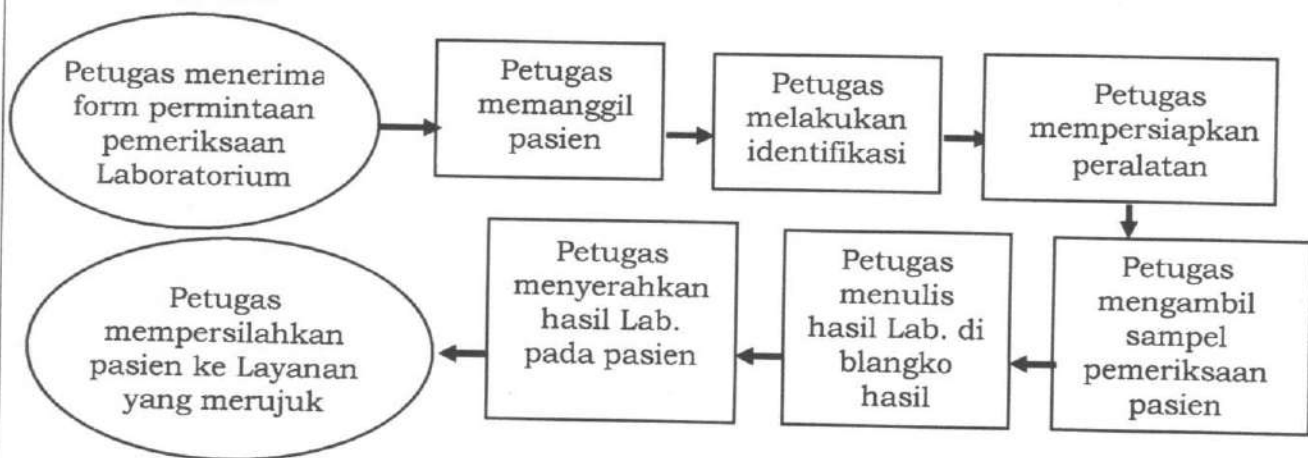 Petugas menerima
form permintaan
pemeriksaan
Laboratorium
Petugas
memanggil
pasien
Petugas
melakukan
identifikasi
Petugas
mempersiapkan
peralatan
Petugas
mengambil
sampel
pemeriksaan
pasien
Petugas
menulis
hasil Lab. di
blangko
hasil
Petugas
menyerahkan
hasil Lab.
pada pasien
Petugas
mempersilahkan
pasien ke Layanan
yang merujuk